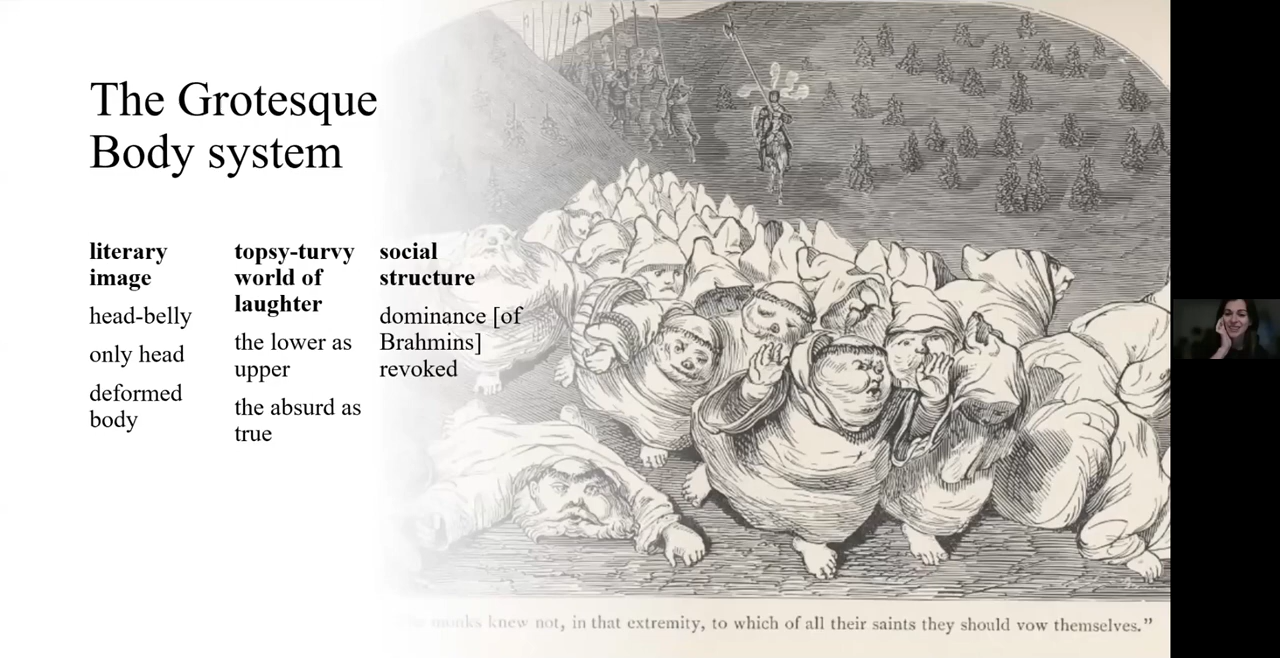 The Grotesque
Body system
literary
image
head-belly
only head
deformed
body
topsy-turvy
world of
laughter
the lower as
upper
the absurd as
true
social
structure
dominance [of
Brahmins]
revoked
monks knew not, in that extremity, to which of all their saints they should vow themselves.”